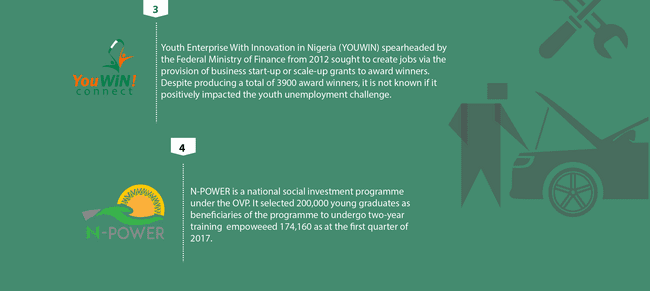 3
Youth Enterprise With Innovation in Nigeria (YOUWIN) spearheaded by
the Federal Ministry of Finance from 2012 sought to create jobs via the
provision of business start-up or scale-up grants to award winners.
Despite producing a total of 3900 award winners, it is not known if it
positively impacted the youth unemployment challenge.
YouWiN!
connect
4
N-POWER is a national social investment programme
under the OVP. It selected 200,000 young graduates as
beneficiaries of the programme to undergo two-year
training empoweeed 174,160 as at the first quarter of
2017.
N-POWER